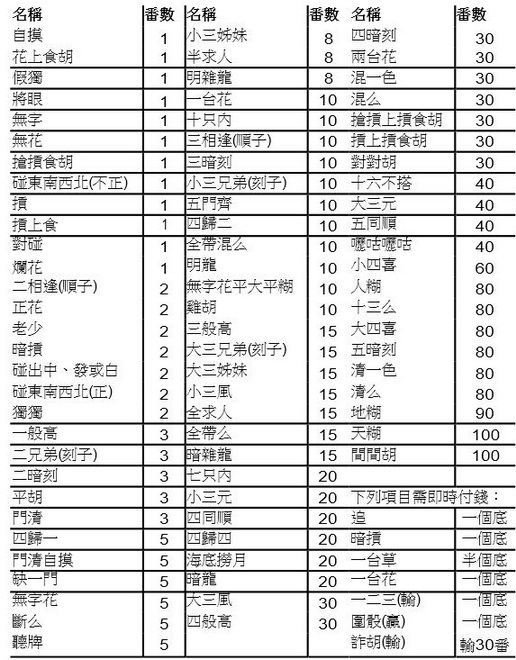 名稱 番數 名稱 番數 名稱 番數
自摸 1 小三姊妹 8 四暗刻 30
花上食胡 1 半求人 8 兩台花 30
假獨 1 明雜龍 8 混一色 30
將眼 1 一台花 10 混么 30
無字 1 十只內 10 搶摃上摃食胡 30
無花 1 三相逢(順子) 10 摃上摃食胡 30
搶摃食胡 1 三暗刻 10 對對胡 30
碰東南西北(不正) 1 小三兄弟(刻子) 10 十六不搭 40
摃 1 五門齊 10 大三元 40
摃上食 1 四歸二 10 五同順 40
對碰 1 全帶混么 10 嚦咕嚦咕 40
爛花 1 明龍 10 小四喜 60
二相逢(順子) 2 無字花平大平糊 10 人糊 80
正花 2 雞胡 10 十三么 80
老少 2 三般高 15 大四喜 80
暗摃 2 大三兄弟(刻子) 15 五暗刻 80
碰出中、發或白 2 大三姊妹 15 清一色 80
碰東南西北(正) 2 小三風 15 清么 80
獨獨 2 全求人 15 地糊 90
一般高 3 全帶么 15 天糊 100
二兄弟(刻子) 3 暗雜龍 15 間間胡 100
二暗刻 3 七只內 20
平胡 3 小三元 20 下列項目需即時付錢：
門清 3 四同順 20 追 一個底
四歸一 5 四歸四 20 暗摃 一個底
門清自摸 5 海底撈月 20 一台草 半個底
缺一門 5 暗龍 20 一台花 一個底
無字花 5 大三風 30 一二三(輸) 一個底
斷么 5 四般高 30 圍骰(贏) 一個底
聽牌 5 詐胡(輸) 輸30番